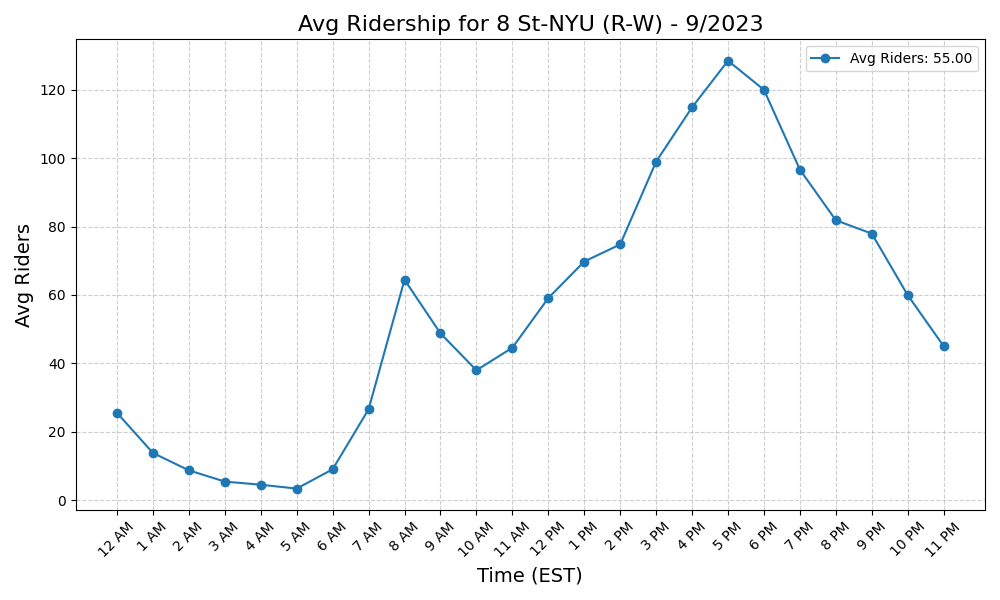 Avg Ridership for 8 St-NYU (R-W) - 9/2023
Avg Riders: 55.00
Avg Riders
120
100
80
60
40
20
0
12 AM
1 AM
2 AM
3 AM
4 AM
5 AM
6 AM
7 AM
8 AM
9 AM
10 AM
11 AM
12 PM
1 PM
2 PM
3 PM
4 PM
5 PM
6 PM
7 PM
8 PM
9 PM
10 PM
11 PM
Time (EST)